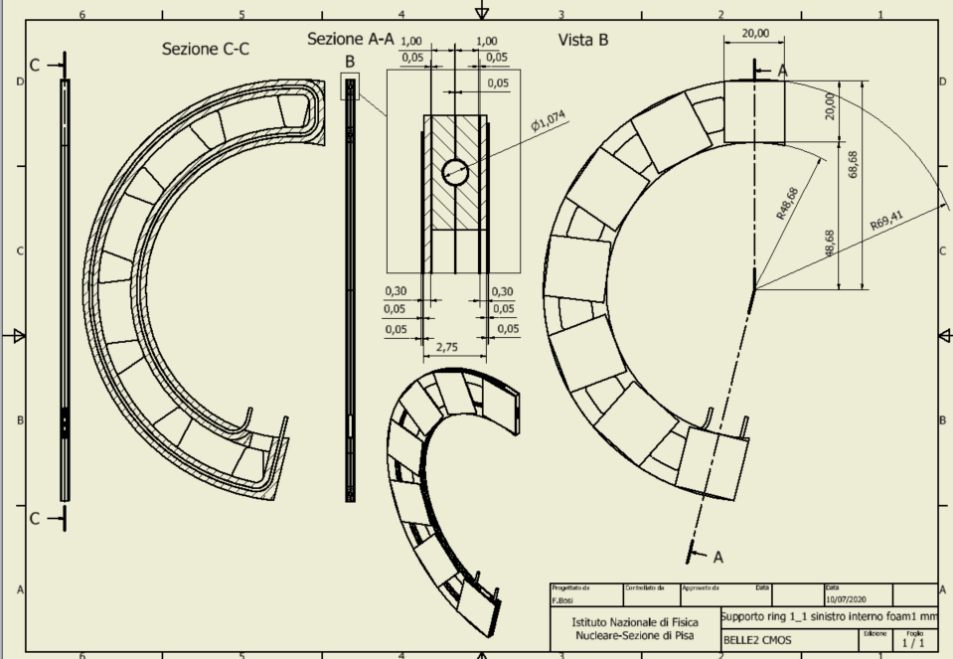 6 5 4 3 2 1
Sezione C-C
Sezione A-A
Vista B
C
B
1,00 1,00
0,05 0,05
0,05
Ø1,074
20,00
A
20,00
68,68
48,68
R48,68
R69,41
D
D
C
C
0,30
0,05 0,05
0,05 0,05
2,75
B
B
C
A
A
A
Progettato da
F.Bosi
Controllato da
Approvato da
Data
Data
10/07/2020
Istituto Nazionale di Fisica
Nucleare-Sezione di Pisa
Supporto ring 1_1 sinistro interno foam1 mm
BELLE2 CMOS
Edizione
Foglio
1 / 1
6 5 4 3 2 1